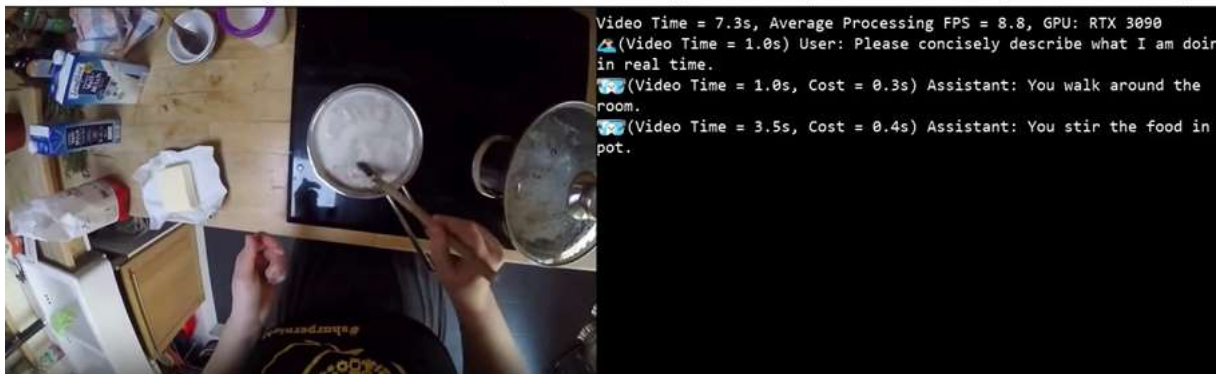 Video Time = 7.3s, Average Processing FPS = 8.8, GPU: RTX 3090
(Video Time = 1.0s) User: Please concisely describe what I am doin
in real time.
(Video Time = 1.0s, Cost = 0.3s) Assistant: You walk around the
room.
(Video Time = 3.5s, Cost = 0.4s) Assistant: You stir the food in
pot.